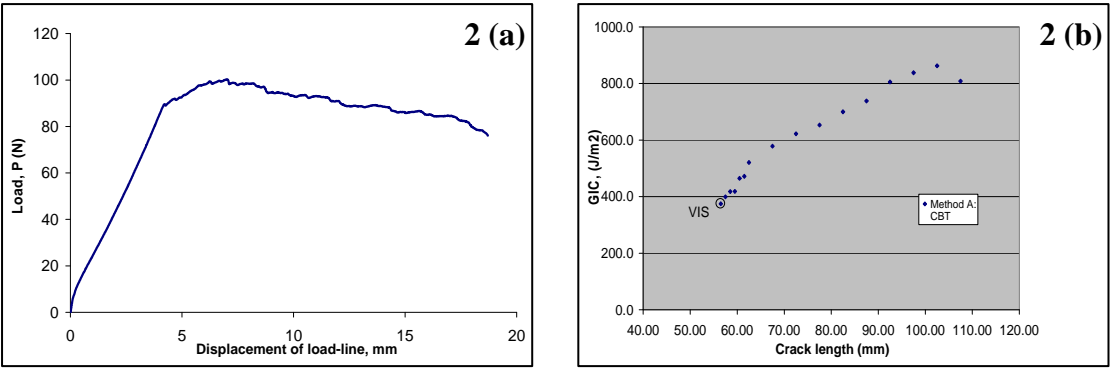 2 (a)
120
100
80
60
40
20
0
Load, P (N)
0 5 10 15 20
Displacement of load-line, mm
2 (b)
1000.0
800.0
600.0
400.0
200.0
0.0
GIC, (J/m2)
VIS
Method A:
CBT
40.00 50.00 60.00 70.00 80.00 90.00 100.00 110.00 120.00
Crack length (mm)